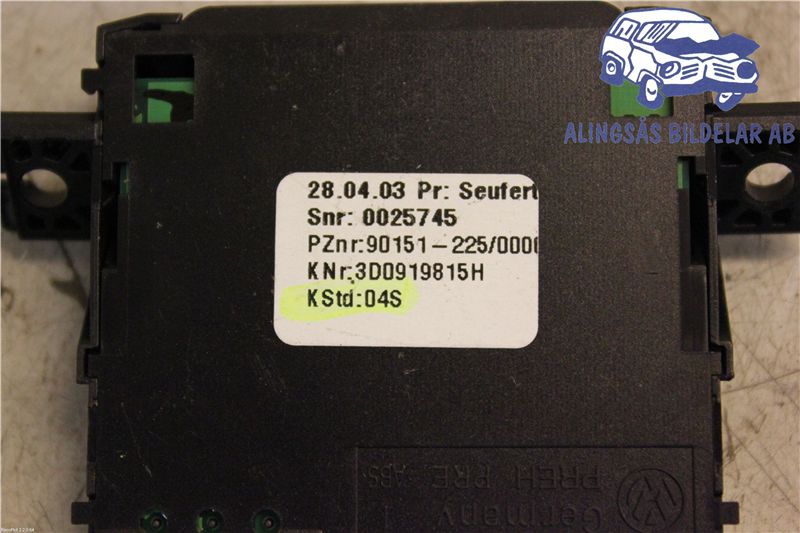 ALINGSÅS BILDELAR AB
28.04.03 Pr: Seufert
Snr: 0025745
PZnr:90151-225/000
KNr:3D0919815H
KStd:04S
PREH PRE ABS
Germany